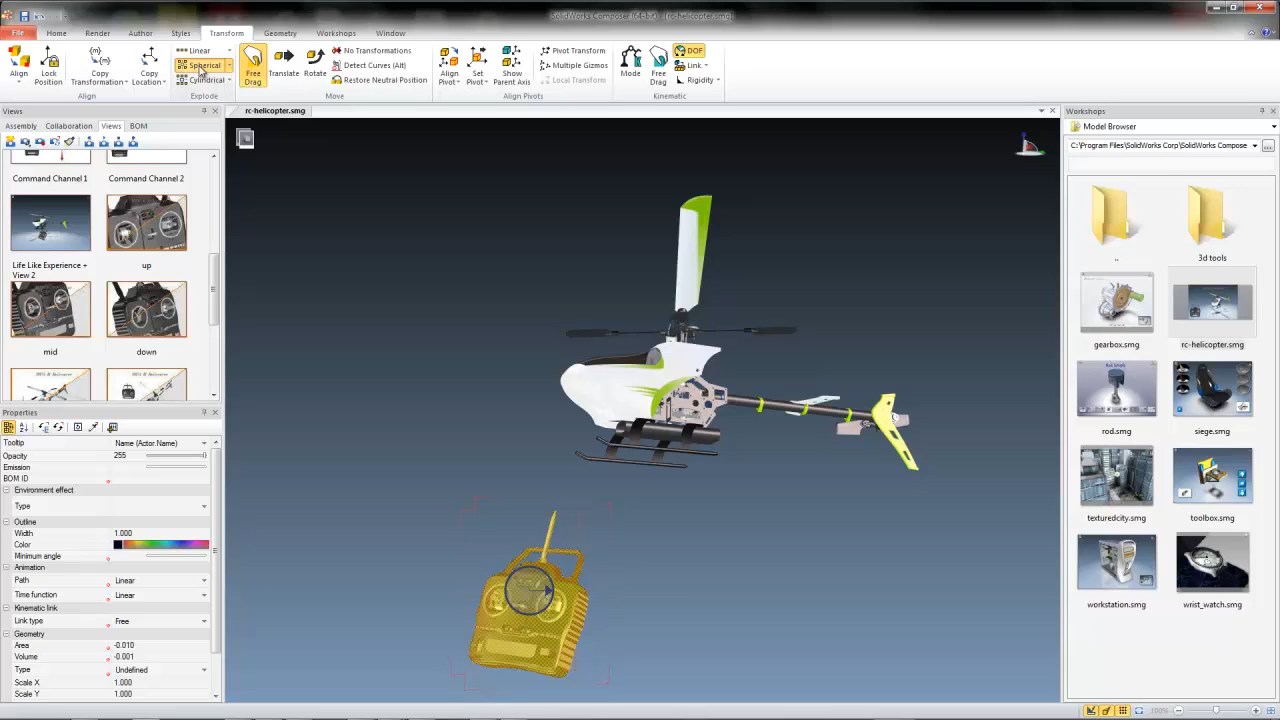 SolidWorks Composer (64-bit) - [rc-helicopter.smg]
File Home Render Author Styles Transform Geometry Workshops Window
Align
Lock Position
Copy Transformation
Copy Location
Linear
Spherical
Cylindrical
Free Drag
Translate
Rotate
No Transformations
Detect Curves (Alt)
Restore Neutral Position
Align Pivot
Set Pivot
Show Parent Axis
Pivot Transform
Multiple Gizmos
Local Transform
Mode
Free Drag
DOF
Link
Rigidity
Align Explode Move Align Pivots Kinematic
Views
Assembly Collaboration Views BOM
Command Channel 1 Command Channel 2
Life Like Experience + View 2
up
mid down
Properties
Tooltip Name (Actor.Name)
Opacity 255
Emission
BOM ID
Environment effect
Type
Outline
Width 1.000
Color
Minimum angle
Animation
Path Linear
Time function Linear
Kinematic link
Link type Free
Geometry
Area -0.010
Volume -0.001
Type Undefined
Scale X 1.000
Scale Y 1.000
rc-helicopter.smg
Workshops
Model Browser
C:\Program Files\SolidWorks Corp\SolidWorks Compose
.. 3d tools
gearbox.smg rc-helicopter.smg
rod.smg siege.smg
texturedcity.smg toolbox.smg
workstation.smg wrist_watch.smg
100%